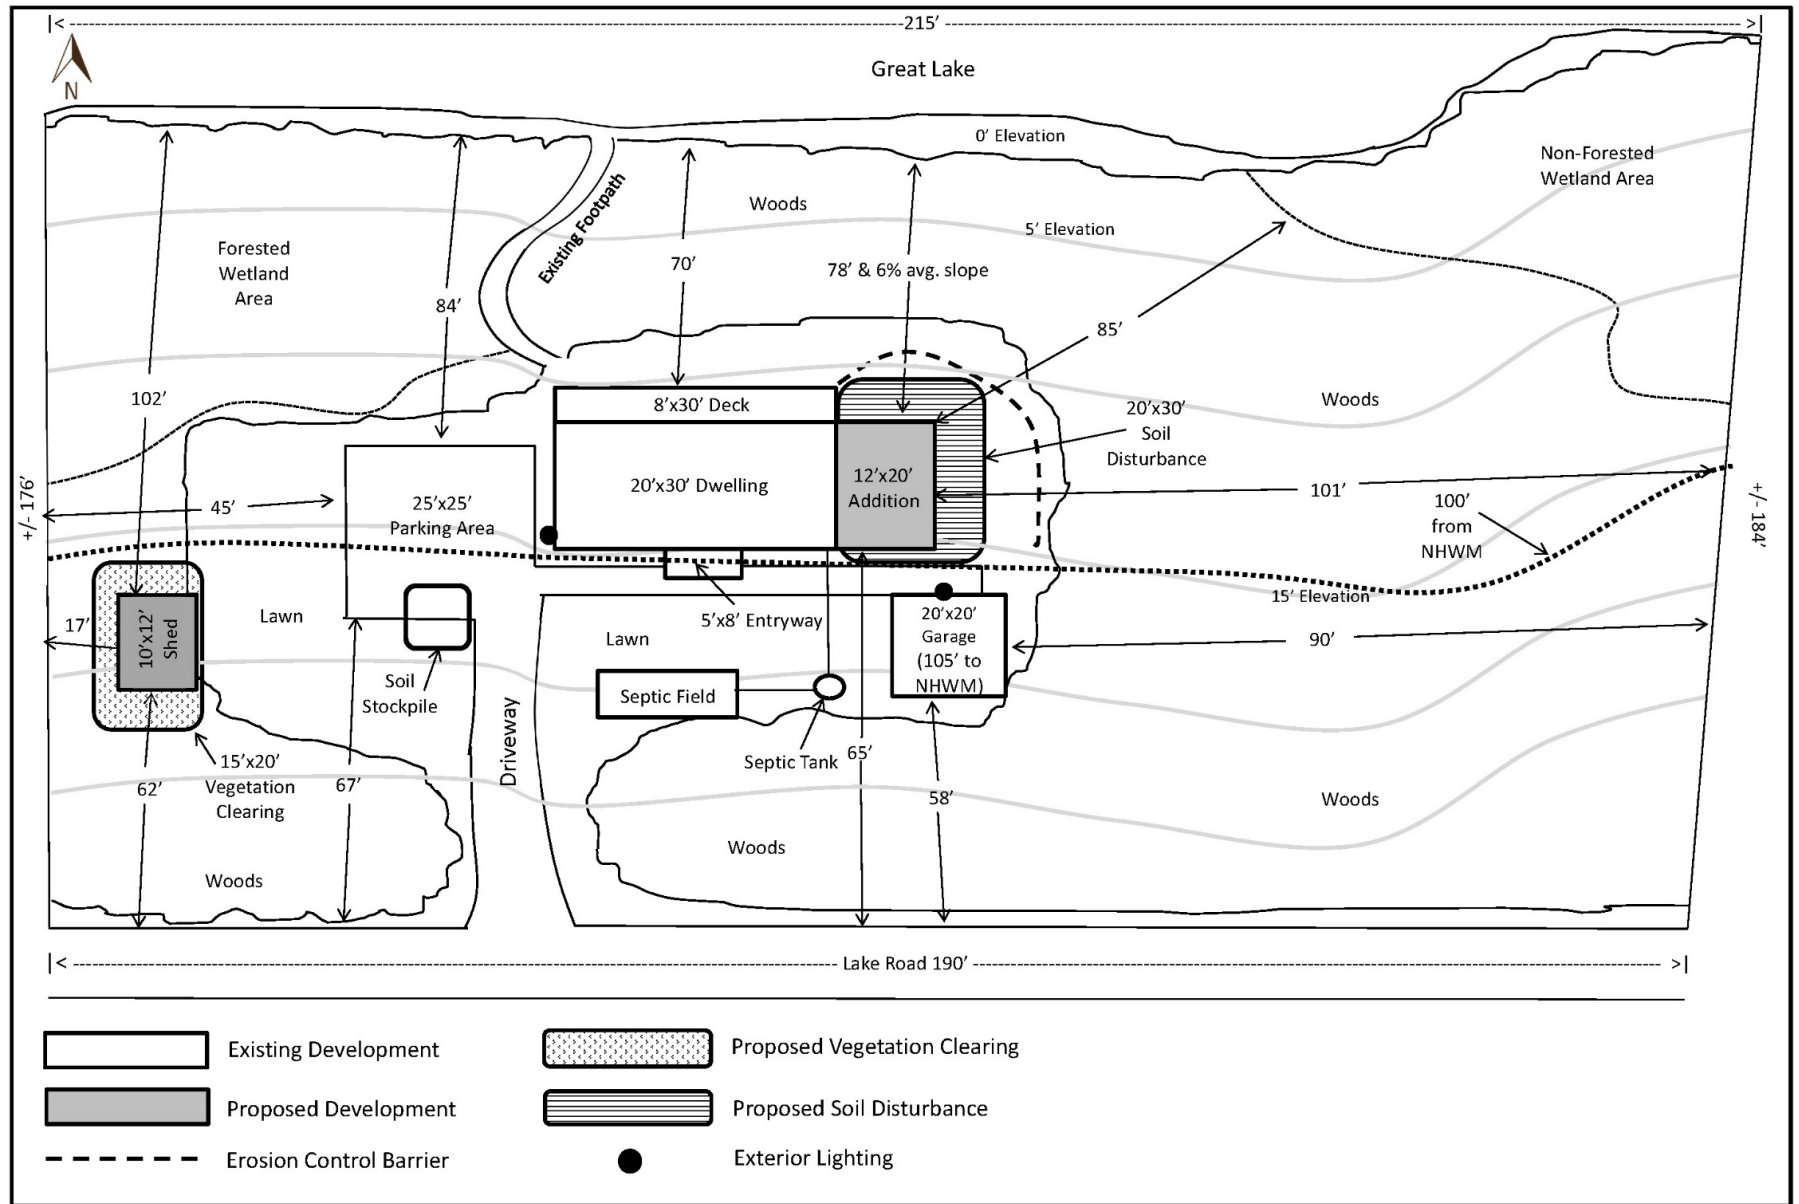 215’
N
Great Lake
0’ Elevation
Non-Forested
Wetland Area
Woods
Existing Footpath
5’ Elevation
Forested
Wetland
Area
70’
78’ & 6% avg. slope
84’
85’
102’
8’x30’ Deck
Woods
20’x30’
Soil
Disturbance
+/- 176’
45’
25’x25’
Parking Area
20’x30’ Dwelling
12’x20’
Addition
101’
100’
from
NHWM
+/- 184’
15’ Elevation
17’
10’x12’
Shed
Lawn
5’x8’ Entryway
Lawn
20’x20’
Garage
(105’ to
NHWM)
90’
Soil
Stockpile
Septic Field
Driveway
Septic Tank
65’
15’x20’
Vegetation
Clearing
62’
67’
58’
Woods
Woods
Woods
Lake Road 190’
Existing Development
Proposed Vegetation Clearing
Proposed Development
Proposed Soil Disturbance
Erosion Control Barrier
Exterior Lighting